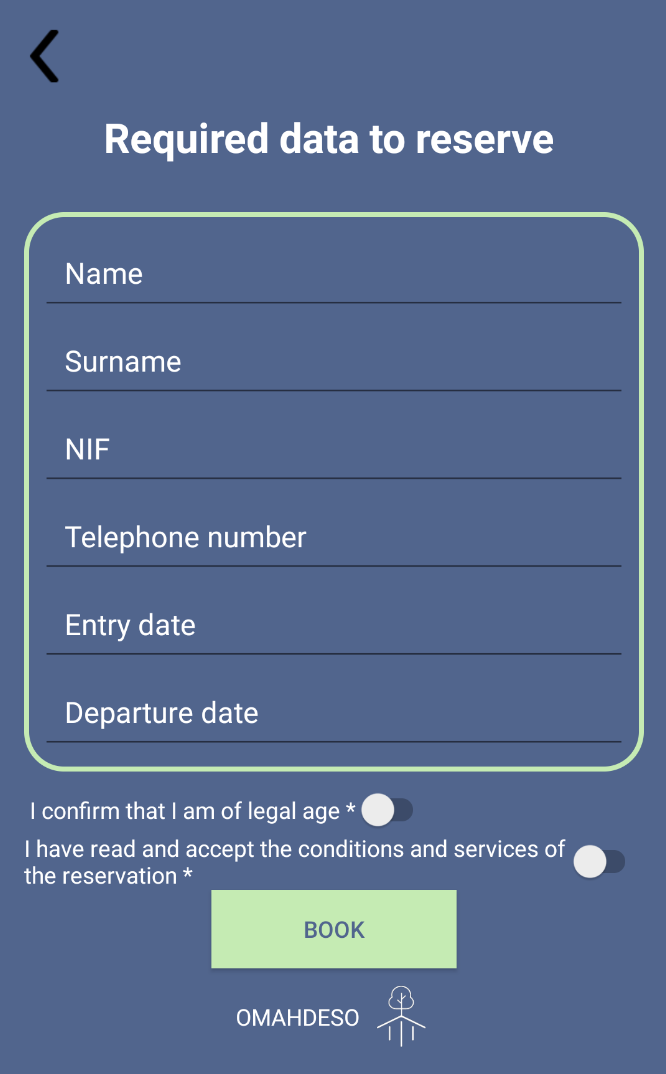 Required data to reserve
Name
Surname
NIF
Telephone number
Entry date
Departure date
I confirm that I am of legal age *
I have read and accept the conditions and services of
the reservation *
BOOK
OMAHDESO